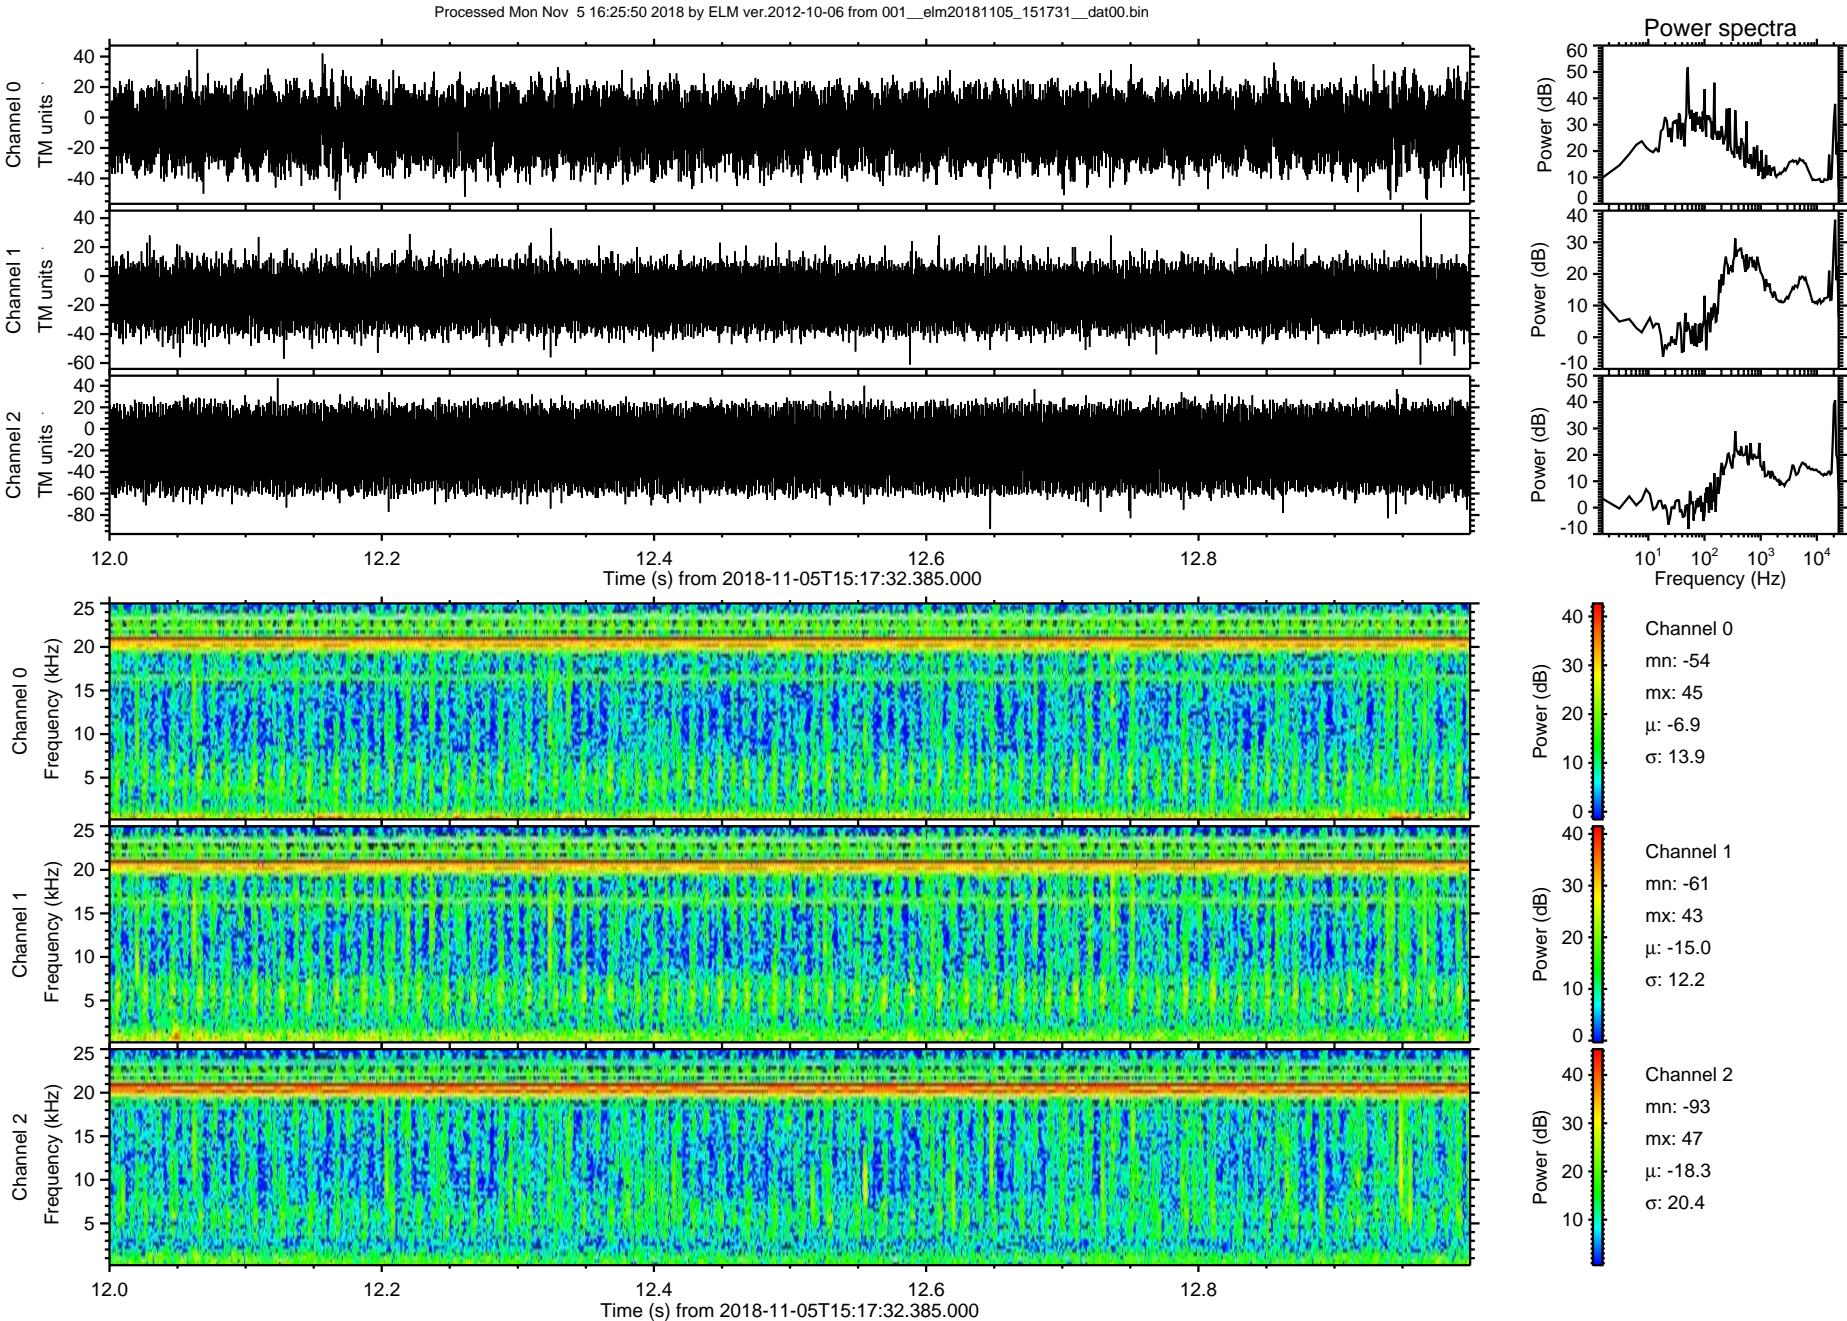 Processed Mon Nov  5 16:25:50 2018 by ELM ver.2012-10-06 from 001__elm20181105_151731__dat00.bin
Power spectra
Channel 0
TM units
40
20
0
-20
-40
Power (dB)
60
50
40
30
20
10
0
Channel 1
TM units
40
20
0
-20
-40
-60
Power (dB)
40
30
20
10
0
-10
Channel 2
TM units
40
20
0
-20
-40
-60
-80
Power (dB)
50
40
30
20
10
0
-10
12.0 12.2 12.4 12.6 12.8
Time (s) from 2018-11-05T15:17:32.385.000
10^1 10^2 10^3 10^4
Frequency (Hz)
Channel 0
Frequency (kHz)
25
20
15
10
5
Power (dB)
40
30
20
10
0
Channel 0
mn: -54
mx: 45
μ: -6.9
σ: 13.9
Channel 1
Frequency (kHz)
25
20
15
10
5
Power (dB)
40
30
20
10
0
Channel 1
mn: -61
mx: 43
μ: -15.0
σ: 12.2
Channel 2
Frequency (kHz)
25
20
15
10
5
Power (dB)
40
30
20
10
Channel 2
mn: -93
mx: 47
μ: -18.3
σ: 20.4
12.0 12.2 12.4 12.6 12.8
Time (s) from 2018-11-05T15:17:32.385.000